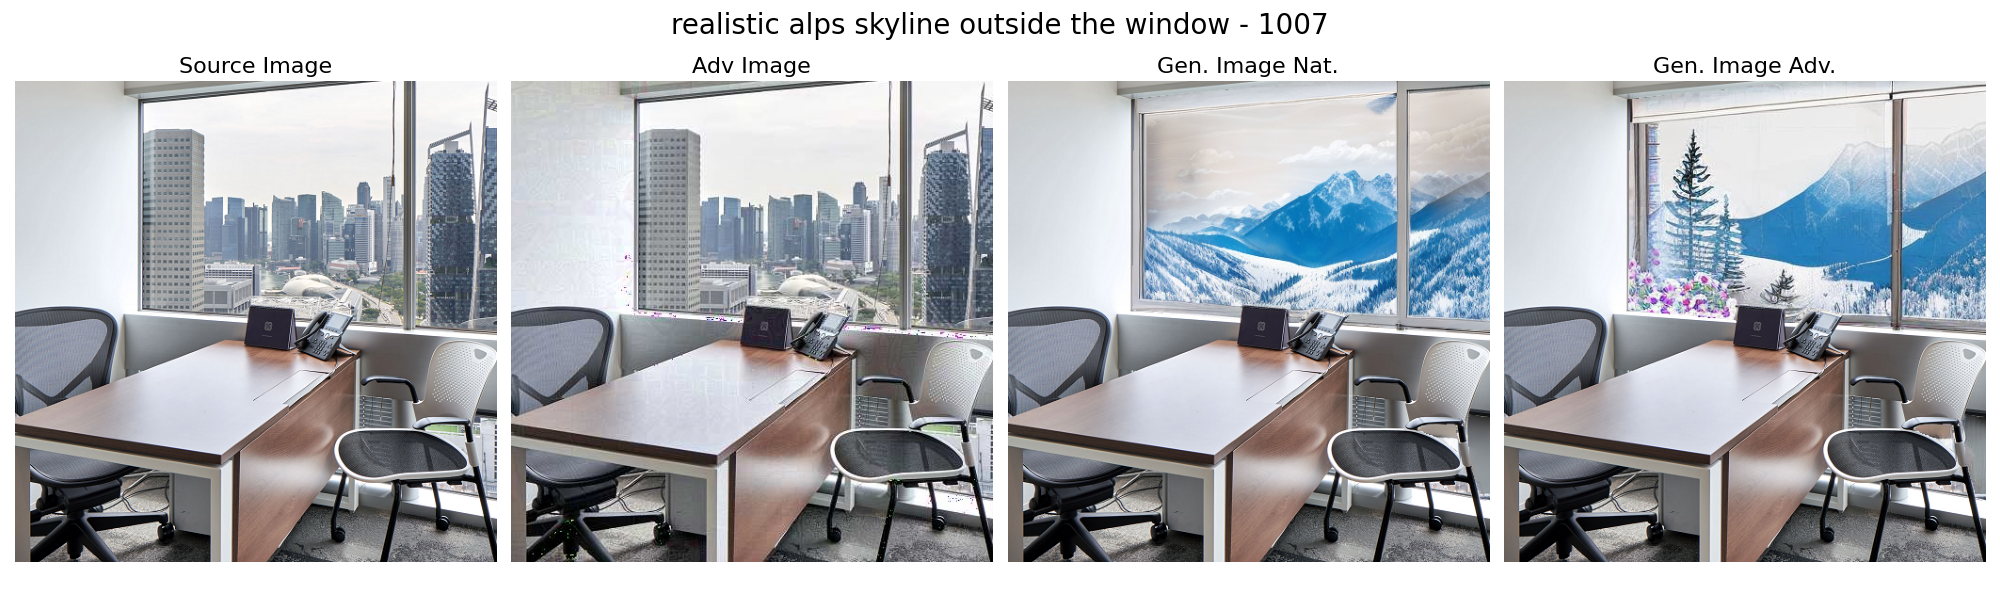 realistic alps skyline outside the window - 1007
Source Image
Adv Image
Gen. Image Nat.
Gen. Image Adv.